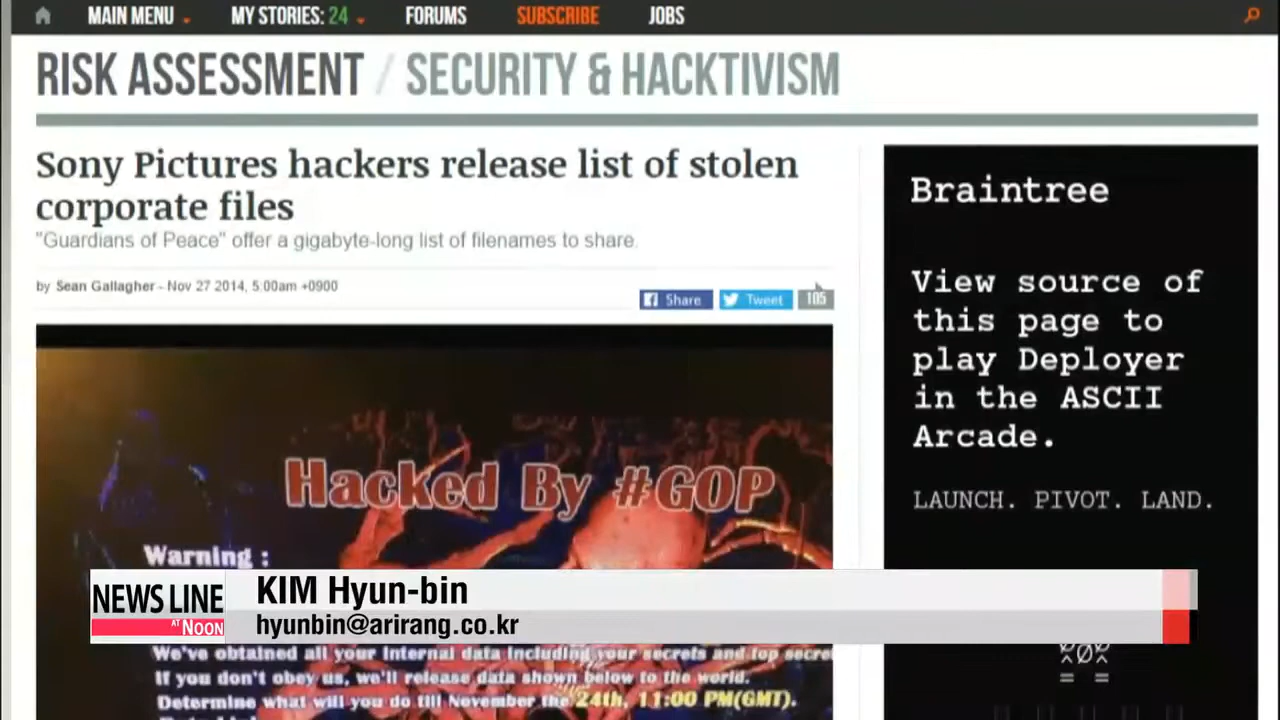 MAIN MENU MY STORIES: 24 FORUMS SUBSCRIBE JOBS
RISK ASSESSMENT / SECURITY & HACKTIVISM
Sony Pictures hackers release list of stolen
corporate files
"Guardians of Peace" offer a gigabyte-long list of filenames to share.
by Sean Gallagher - Nov 27 2014, 5:00am +0900
Share Tweet 105
Hacked By #GOP
Warning :
We've obtained all your internal data including your secrets and top secre
If you don't obey us, we'll release data shown below to the world.
Determine what will you do till November the 24th, 11:00 PM(GMT).
Braintree
View source of
this page to
play Deployer
in the ASCII
Arcade.
LAUNCH. PIVOT. LAND.
NEWS LINE
AT NOON
KIM Hyun-bin
hyunbin@arirang.co.kr